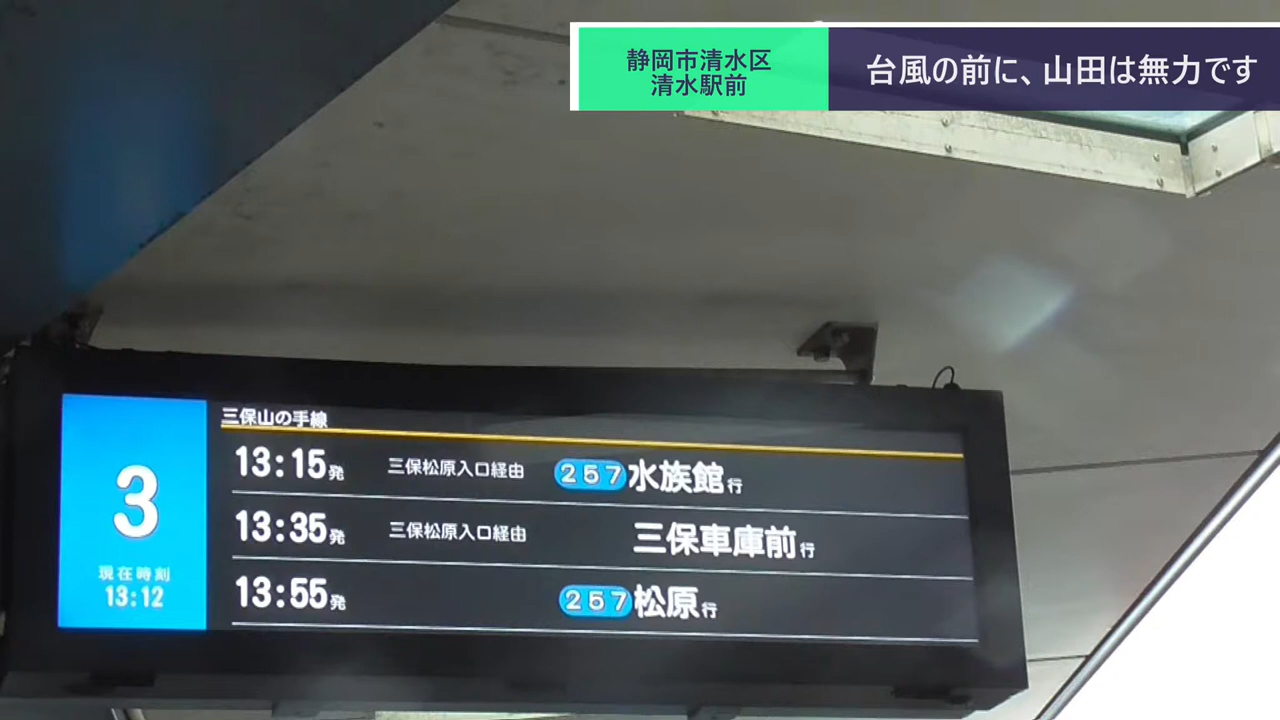 静岡市清水区
清水駅前
台風の前に、山田は無力です
三保山の手線
3
現在時刻
13:12
13:15発 三保松原入口経由 257 水族館行
13:35発 三保松原入口経由 三保車庫前行
13:55発 257 松原行